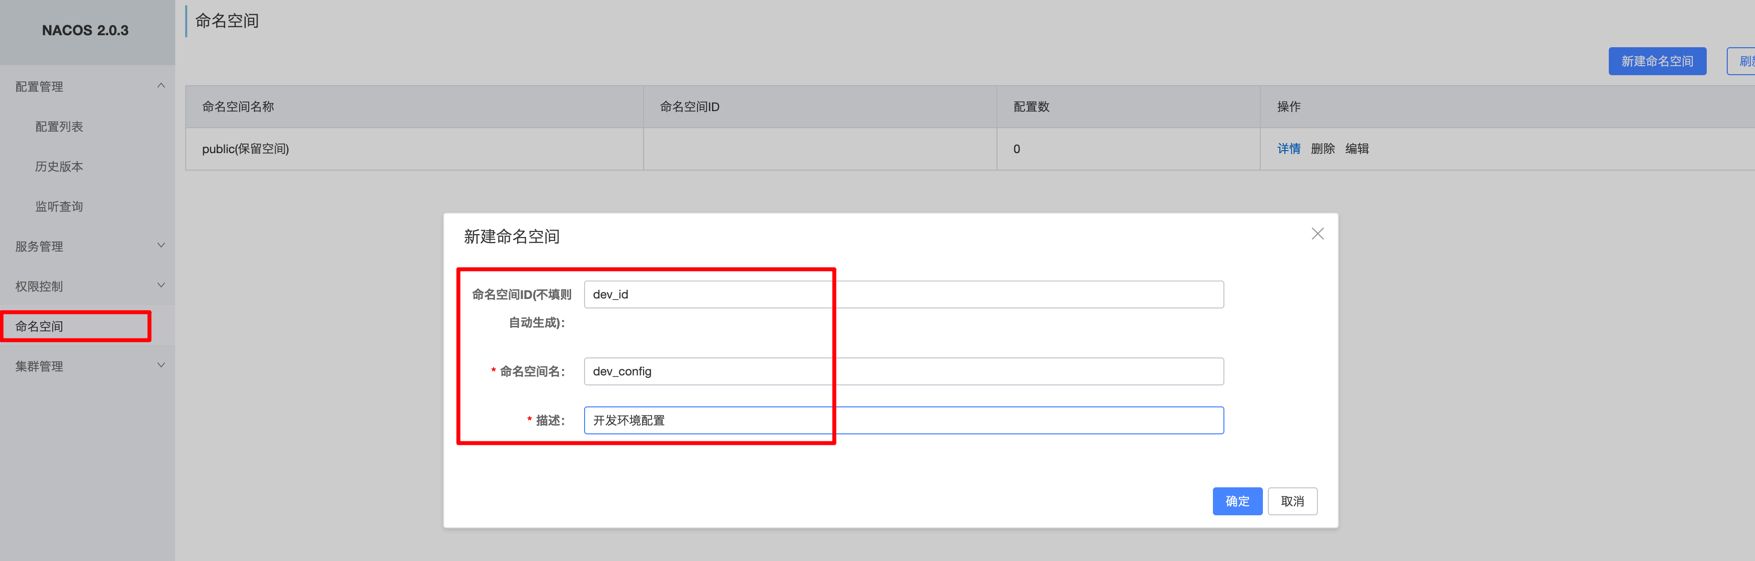 NACOS 2.0.3
配置管理
配置列表
历史版本
监听查询
服务管理
权限控制
命名空间
集群管理
命名空间
新建命名空间
命名空间名称 命名空间ID 配置数 操作
public(保留空间) 0 详情 删除 编辑
新建命名空间
命名空间ID(不填则
自动生成)： dev_id
* 命名空间名： dev_config
* 描述： 开发环境配置
确定 取消